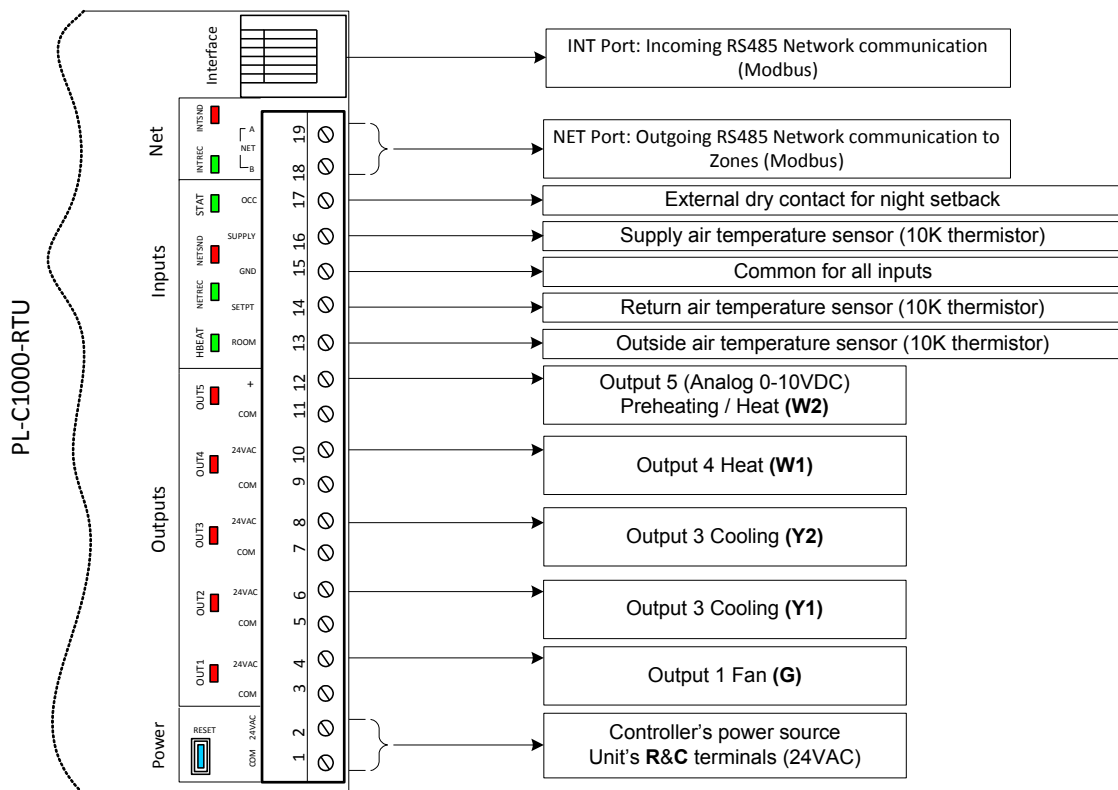 PL-C1000-RTU
Interface
INT Port: Incoming RS485 Network communication
(Modbus)
Net
INTSND
INTREC
A
NET
B
19
18
NET Port: Outgoing RS485 Network communication to
Zones (Modbus)
Inputs
STAT
OCC
17
External dry contact for night setback
NETSND
SUPPLY
16
Supply air temperature sensor (10K thermistor)
GND
15
Common for all inputs
NETREC
SETPT
14
Return air temperature sensor (10K thermistor)
HBEAT
ROOM
13
Outside air temperature sensor (10K thermistor)
Outputs
OUT5
+
12
COM
11
Output 5 (Analog 0-10VDC)
Preheating / Heat (W2)
OUT4
24VAC
10
COM
9
Output 4 Heat (W1)
OUT3
24VAC
8
COM
7
Output 3 Cooling (Y2)
OUT2
24VAC
6
COM
5
Output 3 Cooling (Y1)
OUT1
24VAC
4
COM
3
Output 1 Fan (G)
Power
RESET
24VAC
2
COM
1
Controller's power source
Unit's R&C terminals (24VAC)